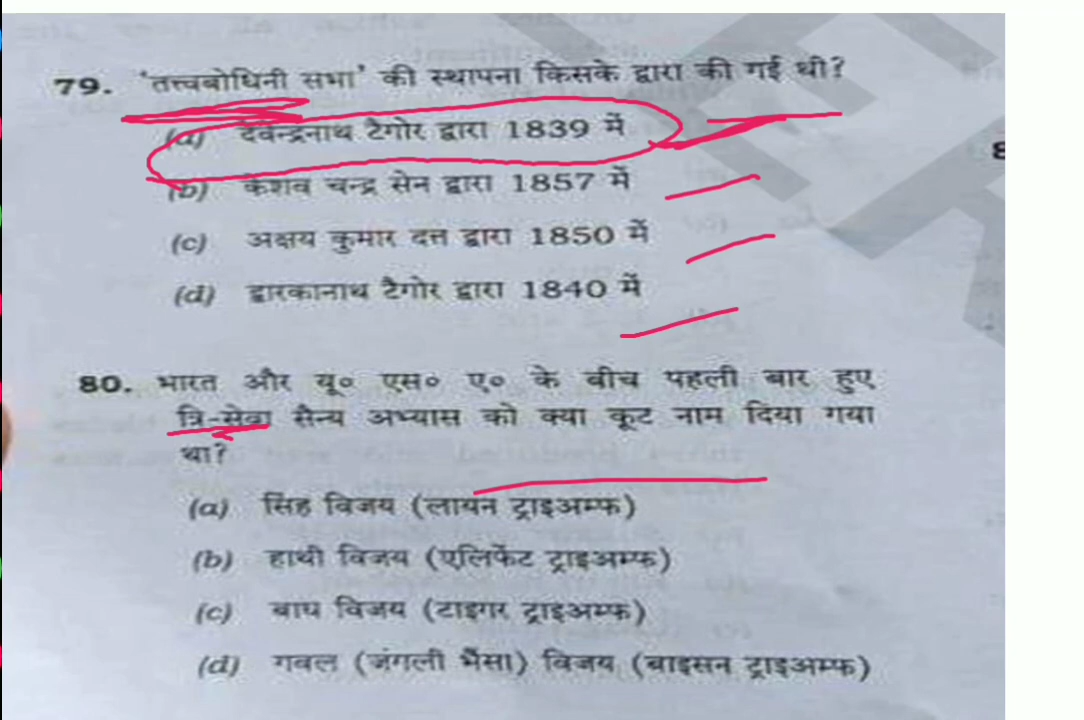 79. 'तत्त्वबोधिनी सभा' की स्थापना किसके द्वारा की गई थी?
(a) देवेन्द्रनाथ टैगोर द्वारा 1839 में
(b) केशव चन्द्र सेन द्वारा 1857 में
(c) अक्षय कुमार दत्त द्वारा 1850 में
(d) द्वारकानाथ टैगोर द्वारा 1840 में
80. भारत और यू० एस० ए० के बीच पहली बार हुए
त्रि-सेवा सैन्य अभ्यास को क्या कूट नाम दिया गया
था?
(a) सिंह विजय (लायन ट्राइअम्फ)
(b) हाथी विजय (एलिफेंट ट्राइअम्फ)
(c) बाघ विजय (टाइगर ट्राइअम्फ)
(d) गवल (जंगली भैंसा) विजय (बाइसन ट्राइअम्फ)